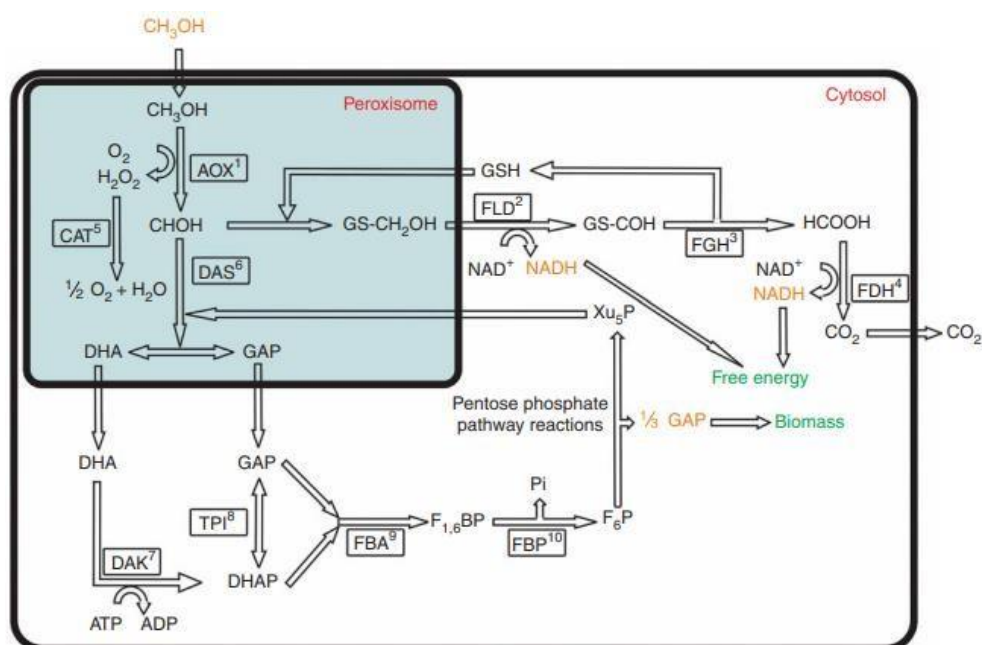 CH₃OH
Peroxisome
Cytosol
CH₃OH
O₂
H₂O₂
AOX¹
GSH
CAT⁵
CHOH
GS-CH₂OH
FLD²
GS-COH
FGH³
HCOOH
NAD⁺ NADH
NAD⁺
NADH
FDH⁴
DAS⁶
½ O₂ + H₂O
Xu₅P
CO₂
CO₂
DHA
GAP
Free energy
Pentose phosphate
pathway reactions
⅓ GAP
Biomass
DHA
GAP
Pi
TPI⁸
F₁,₆BP
F₆P
FBA⁹
FBP¹⁰
DAK⁷
DHAP
ATP ADP